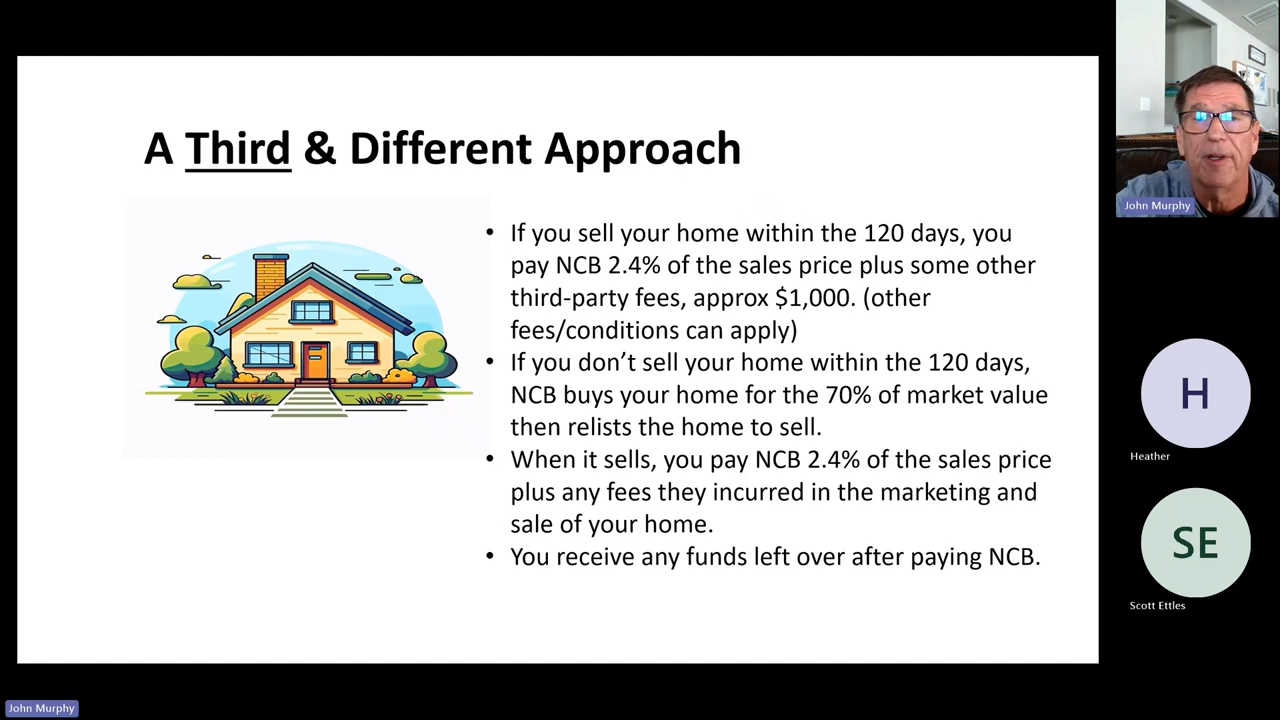 A Third & Different Approach
• If you sell your home within the 120 days, you
pay NCB 2.4% of the sales price plus some other
third-party fees, approx $1,000. (other
fees/conditions can apply)
• If you don’t sell your home within the 120 days,
NCB buys your home for the 70% of market value
then relists the home to sell.
• When it sells, you pay NCB 2.4% of the sales price
plus any fees they incurred in the marketing and
sale of your home.
• You receive any funds left over after paying NCB.
John Murphy
H
Heather
SE
Scott Ettles
John Murphy